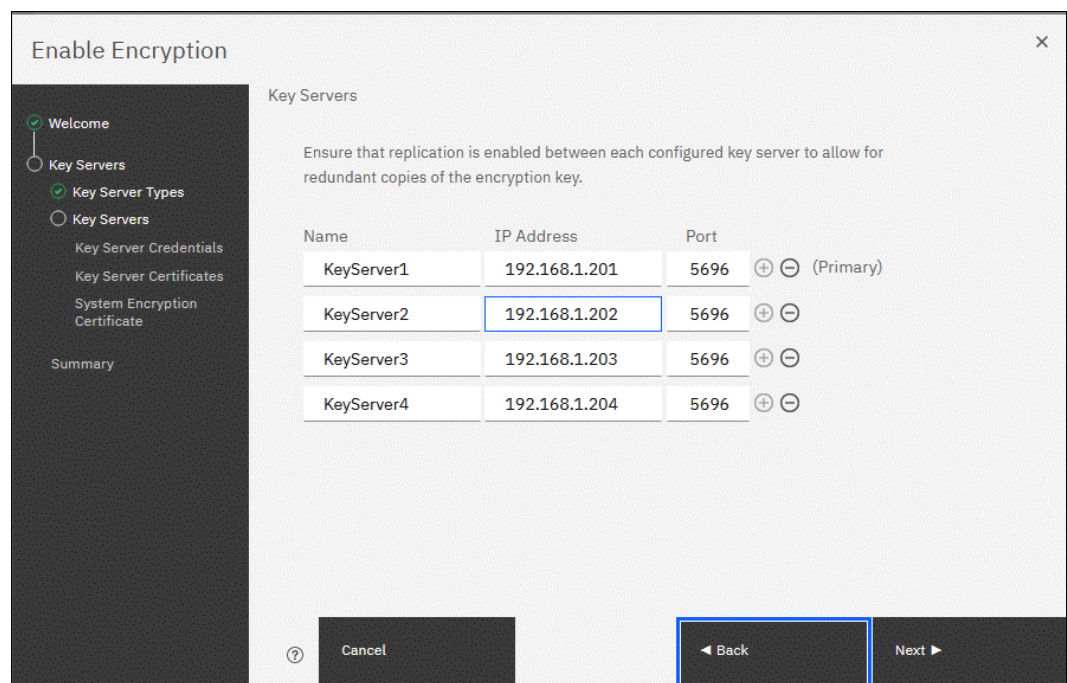 Enable Encryption
Welcome
Key Servers
Key Server Types
Key Servers
Key Server Credentials
Key Server Certificates
System Encryption
Certificate
Summary
Key Servers
Ensure that replication is enabled between each configured key server to allow for
redundant copies of the encryption key.
Name IP Address Port
KeyServer1 192.168.1.201 5696 (Primary)
KeyServer2 192.168.1.202 5696
KeyServer3 192.168.1.203 5696
KeyServer4 192.168.1.204 5696
Cancel Back Next